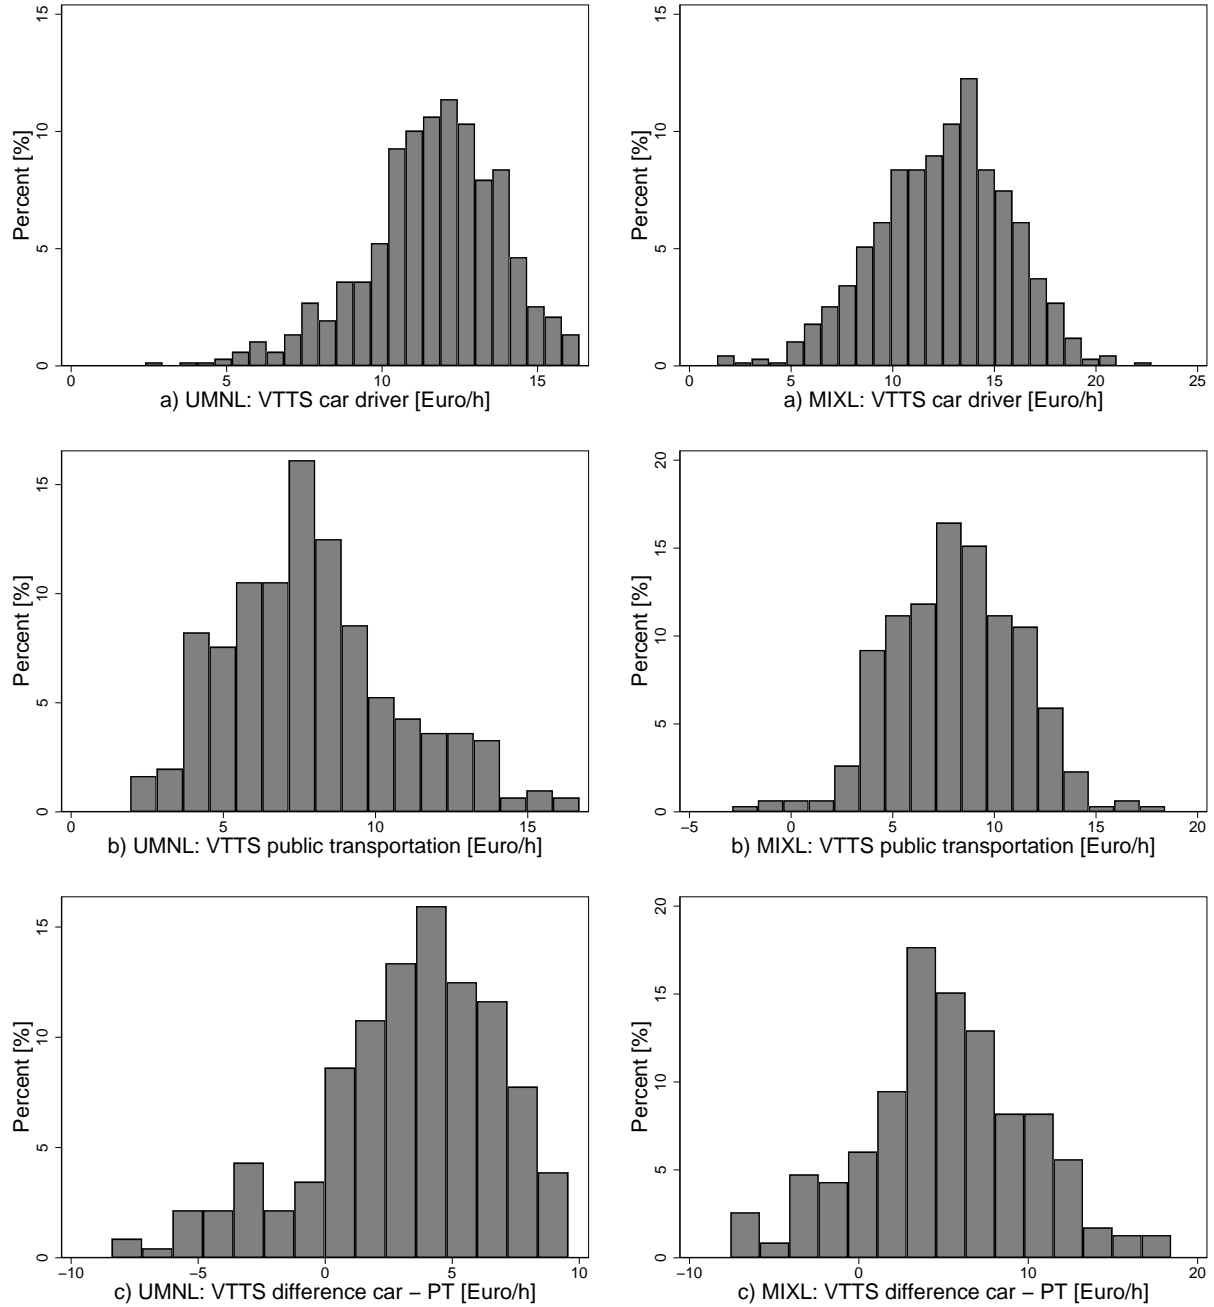 15
10
5
0
Percent [%]
0 5 10 15
a) UMNL: VTTS car driver [Euro/h]
15
10
5
0
Percent [%]
0 5 10 15 20 25
a) MIXL: VTTS car driver [Euro/h]
15
10
5
0
Percent [%]
0 5 10 15
b) UMNL: VTTS public transportation [Euro/h]
20
15
10
5
0
Percent [%]
−5 0 5 10 15 20
b) MIXL: VTTS public transportation [Euro/h]
15
10
5
0
Percent [%]
−10 −5 0 5 10
c) UMNL: VTTS difference car − PT [Euro/h]
20
15
10
5
0
Percent [%]
−10 0 10 20
c) MIXL: VTTS difference car − PT [Euro/h]